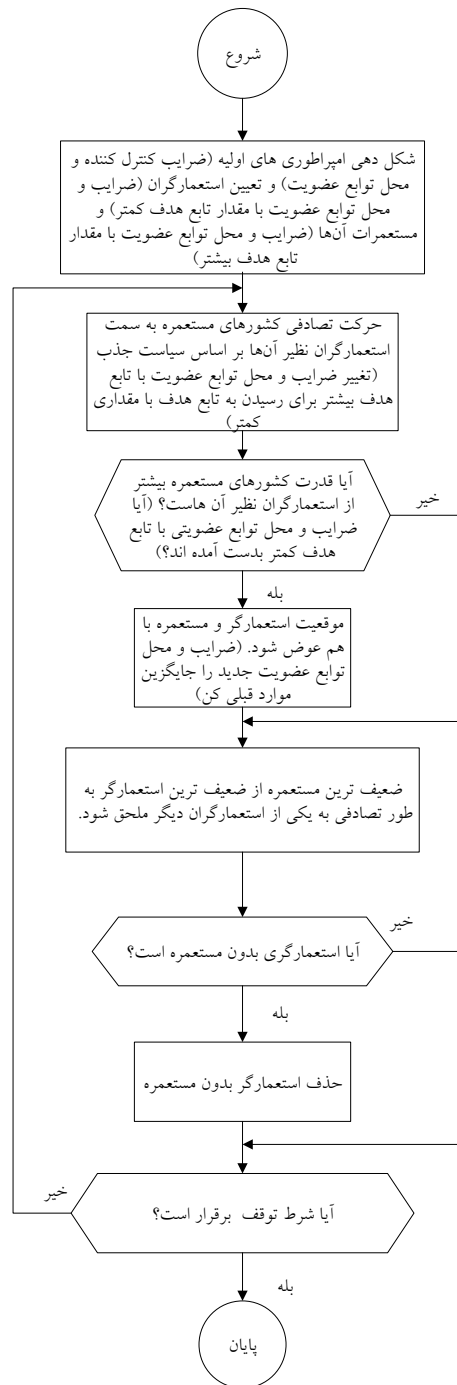 شروع
شکل دهی امپراطوری های اولیه (ضرایب کنترل کننده و
محل توابع عضویت) و تعیین استعمارگران (ضرایب و
محل توابع عضویت با مقدار تابع هدف کمتر) و
مستعمرات آن‌ها (ضرایب و محل توابع عضویت با مقدار
تابع هدف بیشتر)
حرکت تصادفی کشورهای مستعمره به سمت
استعمارگران نظیر آن‌ها بر اساس سیاست جذب
(تغییر ضرایب و محل توابع عضویت با تابع
هدف بیشتر برای رسیدن به تابع هدف با مقداری
کمتر)
آیا قدرت کشورهای مستعمره بیشتر
از استعمارگران نظیر آن هاست؟ (آیا
ضرایب و محل توابع عضویتی با تابع
هدف کمتر بدست آمده اند؟)
خیر
بله
موقعیت استعمارگر و مستعمره با
هم عوض شود. (ضرایب و محل
توابع عضویت جدید را جایگزین
موارد قبلی کن)
ضعیف ترین مستعمره از ضعیف ترین استعمارگر به
طور تصادفی به یکی از استعمارگران دیگر ملحق شود.
خیر
آیا استعمارگری بدون مستعمره است؟
بله
حذف استعمارگر بدون مستعمره
خیر
آیا شرط توقف برقرار است؟
بله
پایان